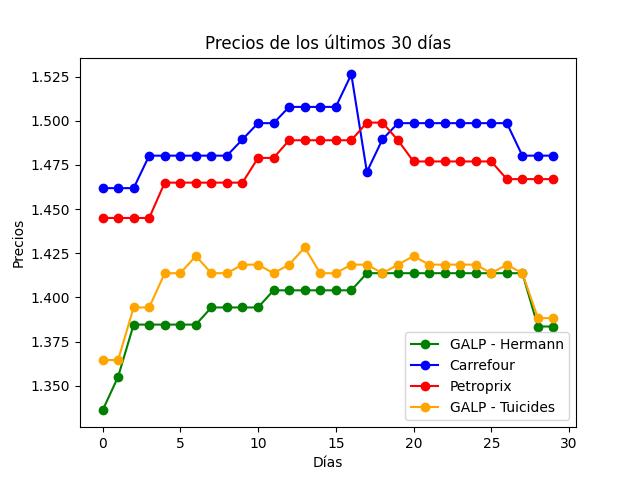 Precios de los últimos 30 días
Precios
1.525
1.500
1.475
1.450
1.425
1.400
1.375
1.350
GALP - Hermann
Carrefour
Petroprix
GALP - Tuicides
0 5 10 15 20 25 30
Días